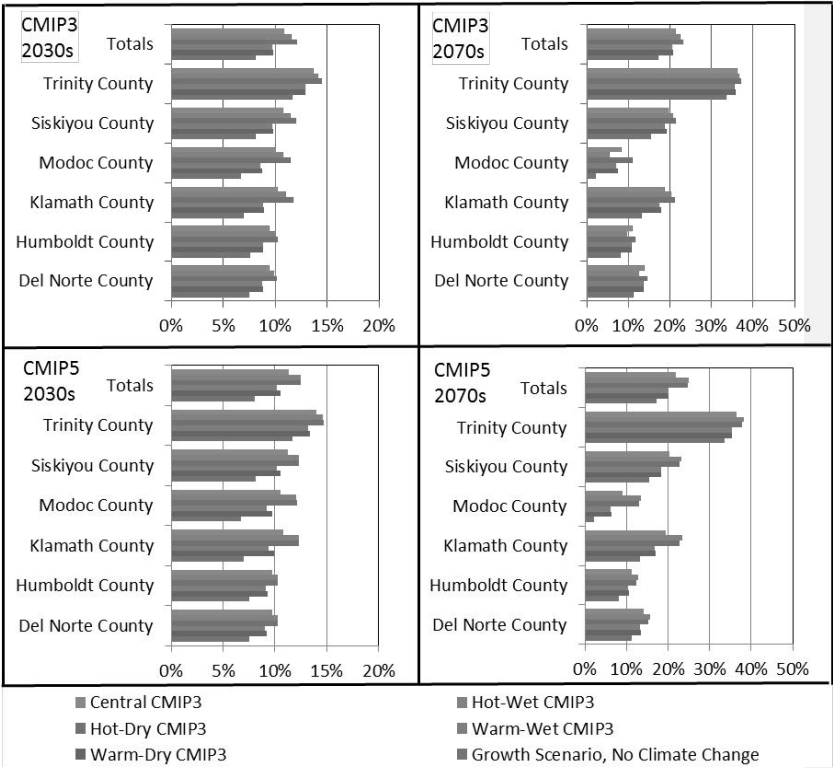 CMIP3
2030s
Totals
Trinity County
Siskiyou County
Modoc County
Klamath County
Humboldt County
Del Norte County
0% 5% 10% 15% 20%
CMIP3
2070s
Totals
Trinity County
Siskiyou County
Modoc County
Klamath County
Humboldt County
Del Norte County
0% 10% 20% 30% 40% 50%
CMIP5
2030s
Totals
Trinity County
Siskiyou County
Modoc County
Klamath County
Humboldt County
Del Norte County
0% 5% 10% 15% 20%
CMIP5
2070s
Totals
Trinity County
Siskiyou County
Modoc County
Klamath County
Humboldt County
Del Norte County
0% 10% 20% 30% 40% 50%
Central CMIP3
Hot-Wet CMIP3
Hot-Dry CMIP3
Warm-Wet CMIP3
Warm-Dry CMIP3
Growth Scenario, No Climate Change